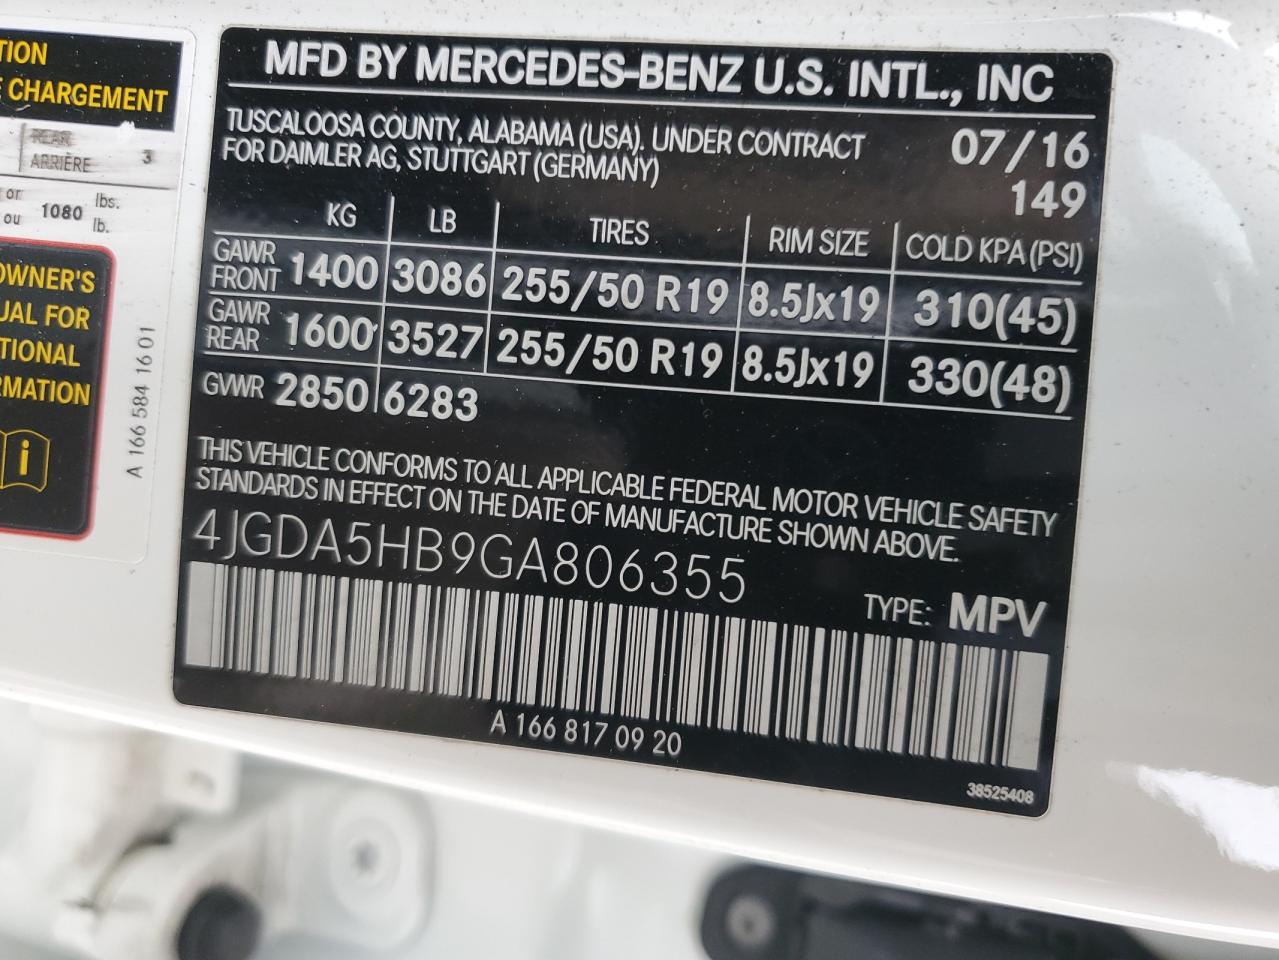 TION
E CHARGEMENT
REAR
ARRIÈRE 3
or
ou 1080 lbs.
lb.
OWNER'S
UAL FOR
TIONAL
RMATION
i
A 166 584 16 01
MFD BY MERCEDES-BENZ U.S. INTL., INC
TUSCALOOSA COUNTY, ALABAMA (USA). UNDER CONTRACT
FOR DAIMLER AG, STUTTGART (GERMANY)
07/16
149
KG LB TIRES RIM SIZE COLD KPA (PSI)
GAWR
FRONT 1400 3086 255/50 R19 8.5Jx19 310(45)
GAWR
REAR 1600 3527 255/50 R19 8.5Jx19 330(48)
GVWR 2850 6283
THIS VEHICLE CONFORMS TO ALL APPLICABLE FEDERAL MOTOR VEHICLE SAFETY
STANDARDS IN EFFECT ON THE DATE OF MANUFACTURE SHOWN ABOVE.
4JGDA5HB9GA806355
TYPE: MPV
A 166 817 09 20
38525408